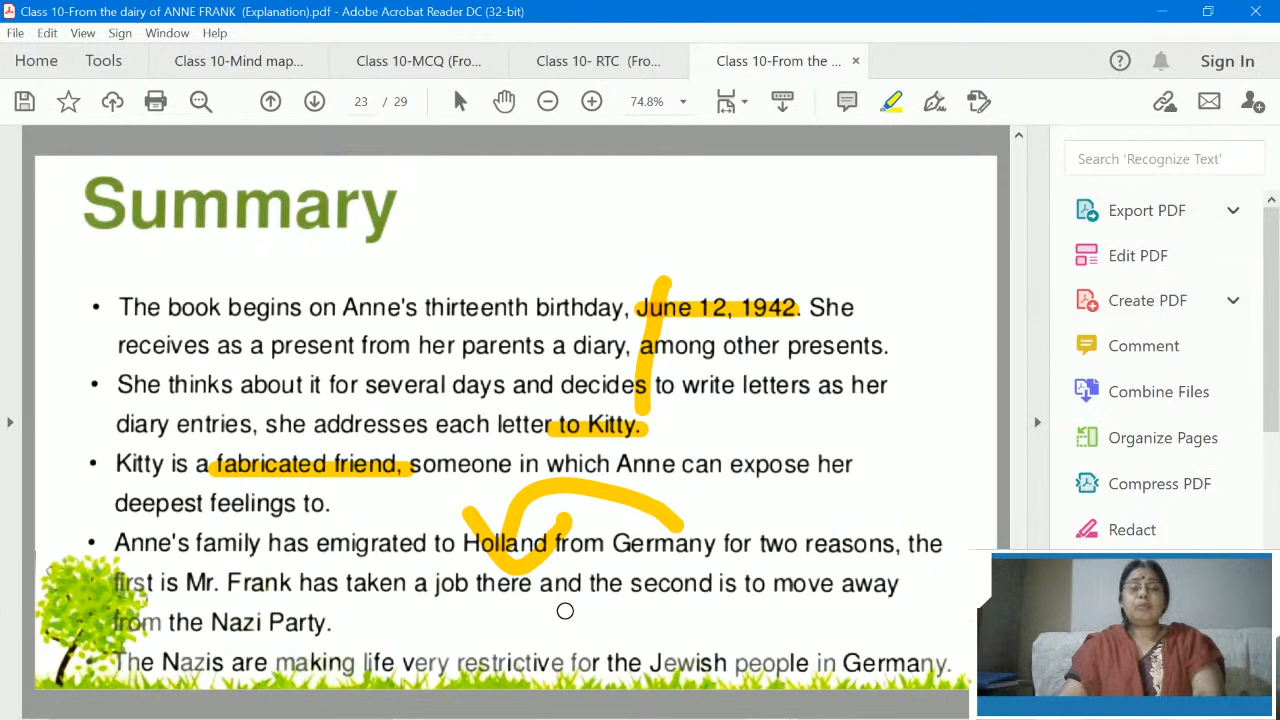 Class 10-From the dairy of ANNE FRANK (Explanation).pdf - Adobe Acrobat Reader DC (32-bit)
File Edit View Sign Window Help
Home Tools Class 10-Mind map... Class 10-MCQ (Fro... Class 10- RTC (Fro... Class 10-From the ... × Sign In
23 / 29 74.8%
Summary
• The book begins on Anne's thirteenth birthday, June 12, 1942. She
receives as a present from her parents a diary, among other presents.
• She thinks about it for several days and decides to write letters as her
diary entries, she addresses each letter to Kitty.
• Kitty is a fabricated friend, someone in which Anne can expose her
deepest feelings to.
• Anne's family has emigrated to Holland from Germany for two reasons, the
first is Mr. Frank has taken a job there and the second is to move away
from the Nazi Party.
• The Nazis are making life very restrictive for the Jewish people in Germany.
Search 'Recognize Text'
Export PDF
Edit PDF
Create PDF
Comment
Combine Files
Organize Pages
Compress PDF
Redact